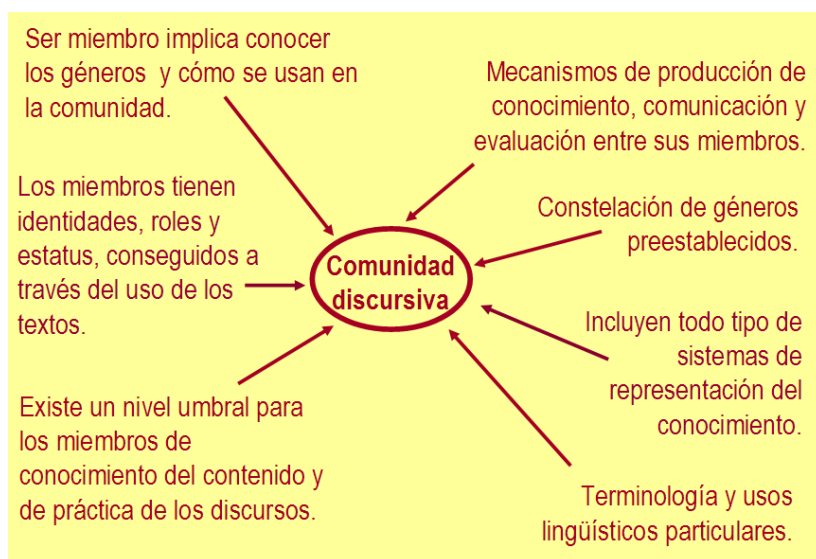 Ser miembro implica conocer
los géneros y cómo se usan en
la comunidad.
Mecanismos de producción de
conocimiento, comunicación y
evaluación entre sus miembros.
Los miembros tienen
identidades, roles y
estatus, conseguidos a
través del uso de los
textos.
Constelación de géneros
preestablecidos.
Comunidad
discursiva
Incluyen todo tipo de
sistemas de
representación del
conocimiento.
Existe un nivel umbral para
los miembros de
conocimiento del contenido y
de práctica de los discursos.
Terminología y usos
lingüísticos particulares.